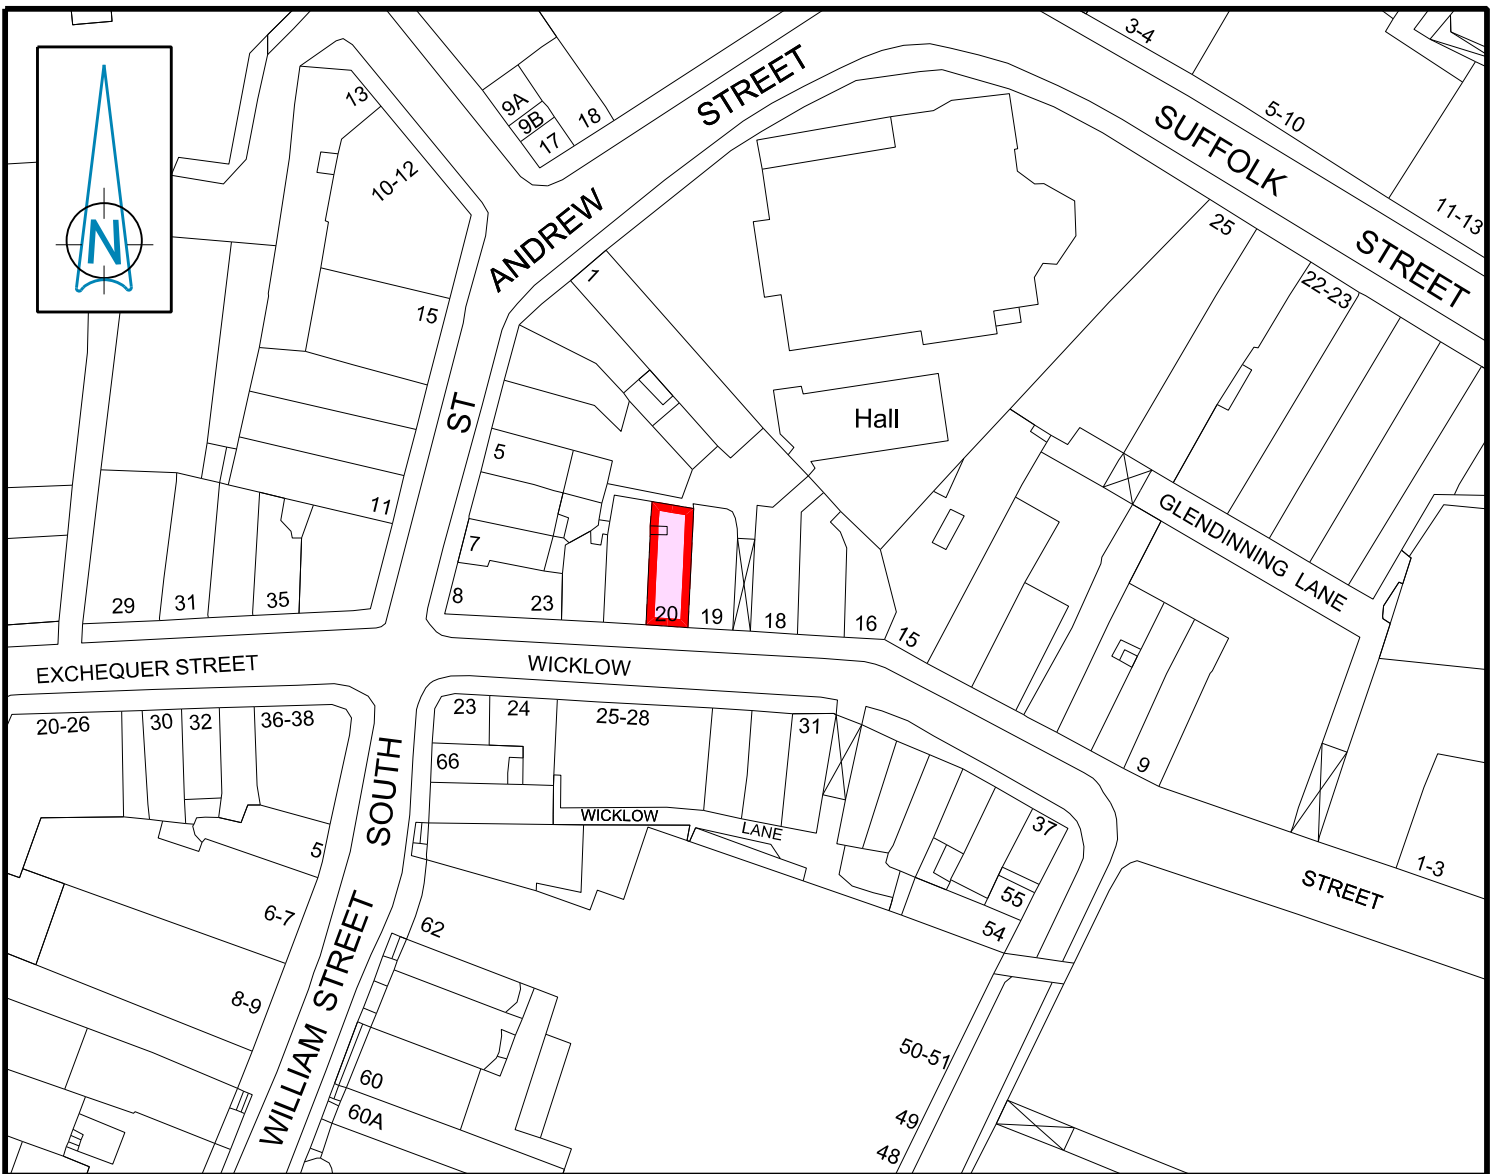 3-4
5-10
11-13
9A
9B
17
18
13
10-12
STREET
SUFFOLK
STREET
ANDREW
N
25
22-23
1
15
ST
Hall
5
11
GLENDINNING LANE
7
8
23
20
19
18
16
15
29
31
35
EXCHEQUER STREET
WICKLOW
20-26
30
32
36-38
23
24
25-28
31
66
SOUTH
WICKLOW
LANE
9
37
5
55
54
STREET
1-3
6-7
62
8-9
WILLIAM STREET
50-51
60
60A
49
48